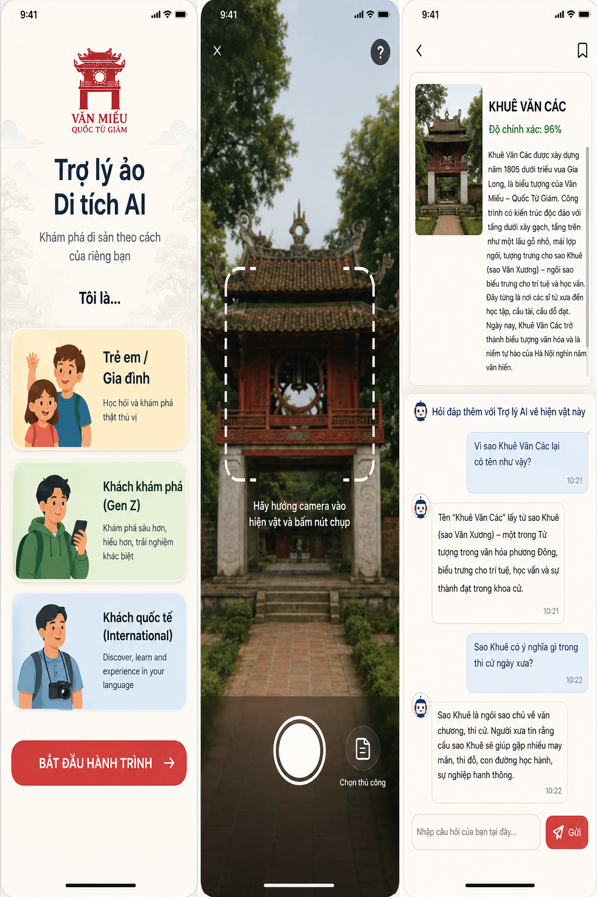 9:41
VĂN MIẾU
QUỐC TỬ GIÁM
Trợ lý ảo
Di tích AI
Khám phá di sản theo cách
của riêng bạn
Tôi là...
Trẻ em /
Gia đình
Học hỏi và khám phá
thật thú vị
Khách khám phá
(Gen Z)
Khám phá sâu hơn,
hiểu hơn, trải nghiệm
khác biệt
Khách quốc tế
(International)
Discover, learn and
experience in your
language
BẮT ĐẦU HÀNH TRÌNH
9:41
?
Hãy hướng camera vào
hiện vật và bấm nút chụp
Chọn thủ công
9:41
KHUÊ VĂN CÁC
Độ chính xác: 96%
Khuê Văn Các được xây dựng
năm 1805 dưới triều vua Gia
Long, là biểu tượng của Văn
Miếu – Quốc Tử Giám. Công
trình có kiến trúc độc đáo với
tầng dưới xây gạch, tầng trên
như một lầu gỗ nhỏ, mái lợp
ngói, tượng trưng cho sao Khuê
(sao Văn Xương) – ngôi sao
biểu trưng cho trí tuệ và học vấn.
Đây từng là nơi các sĩ tử xưa đến
học tập, cầu tài, cầu đỗ đạt.
Ngày nay, Khuê Văn Các trở
thành biểu tượng văn hóa và là
niềm tự hào của Hà Nội nghìn năm
văn hiến.
Hỏi đáp thêm với Trợ lý AI về hiện vật này
Vì sao Khuê Văn Các lại
có tên như vậy?
10:21
Tên “Khuê Văn Các” lấy từ sao Khuê
(sao Văn Xương) – một trong Tứ
tượng trong văn hóa phương Đông,
biểu trưng cho trí tuệ, học vấn và sự
thành đạt trong khoa cử.
10:21
Sao Khuê có ý nghĩa gì trong
thi cử ngày xưa?
10:22
Sao Khuê là ngôi sao chủ về văn
chương, thi cử. Người xưa tin rằng
cầu sao Khuê sẽ giúp gặp nhiều may
mắn, thi đỗ, con đường học hành,
sự nghiệp hanh thông.
10:22
Nhập câu hỏi của bạn tại đây...
Gửi